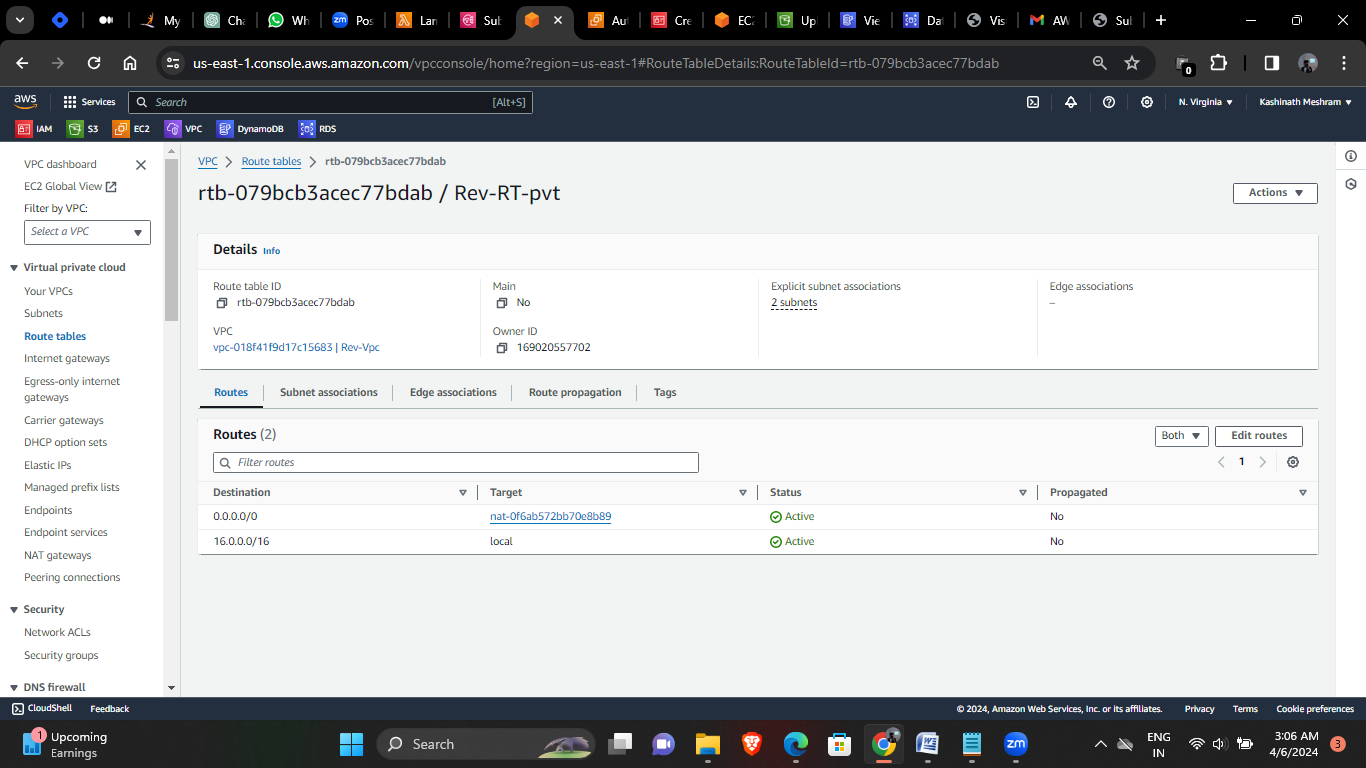 My
Cha
Wh
Pos
Lan
Sub
Aut
Cre
EC2
Up
Vie
Dat
Vis
AW
Sul
us-east-1.console.aws.amazon.com/vpcconsole/home?region=us-east-1#RouteTableDetails:RouteTableId=rtb-079bcb3acec77bdab
0
aws
Services
Search
[Alt+S]
N. Virginia
Kashinath Meshram
IAM
S3
EC2
VPC
DynamoDB
RDS
VPC dashboard
EC2 Global View
Filter by VPC:
Select a VPC
Virtual private cloud
Your VPCs
Subnets
Route tables
Internet gateways
Egress-only internet
gateways
Carrier gateways
DHCP option sets
Elastic IPs
Managed prefix lists
Endpoints
Endpoint services
NAT gateways
Peering connections
Security
Network ACLs
Security groups
DNS firewall
VPC
Route tables
rtb-079bcb3acec77bdab
rtb-079bcb3acec77bdab / Rev-RT-pvt
Actions
Details Info
Route table ID
rtb-079bcb3acec77bdab
Main
No
Explicit subnet associations
2 subnets
Edge associations
–
VPC
vpc-018f41f9d17c15683 | Rev-Vpc
Owner ID
169020557702
Routes
Subnet associations
Edge associations
Route propagation
Tags
Routes (2)
Both
Edit routes
Filter routes
1
Destination
Target
Status
Propagated
0.0.0.0/0
nat-0f6ab572bb70e8b89
Active
No
16.0.0.0/16
local
Active
No
CloudShell
Feedback
© 2024, Amazon Web Services, Inc. or its affiliates.
Privacy
Terms
Cookie preferences
1
Upcoming
Earnings
Search
zm
ENG
IN
3:06 AM
4/6/2024
3